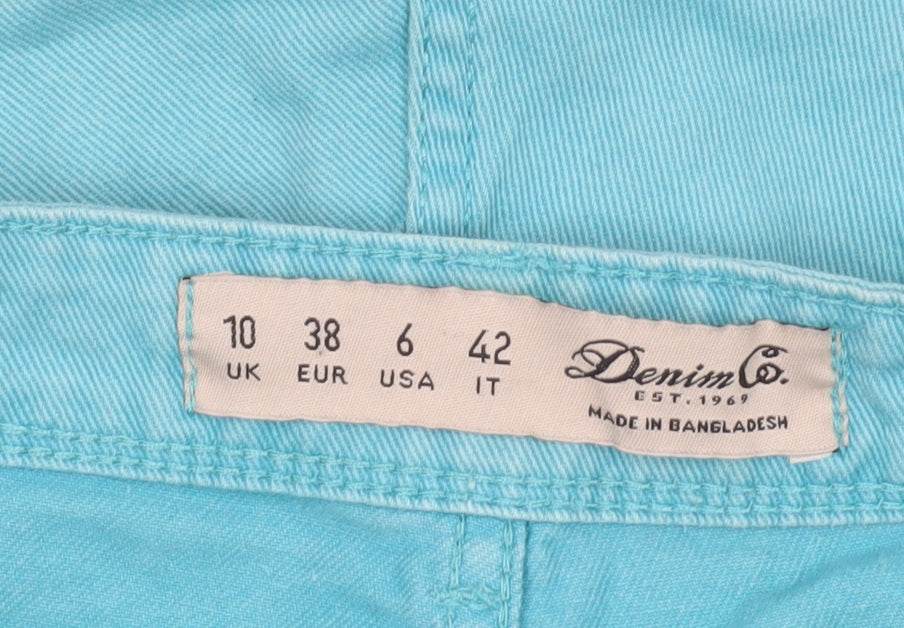 10 38 6 42
UK EUR USA IT
Denim Co.
EST. 1969
MADE IN BANGLADESH